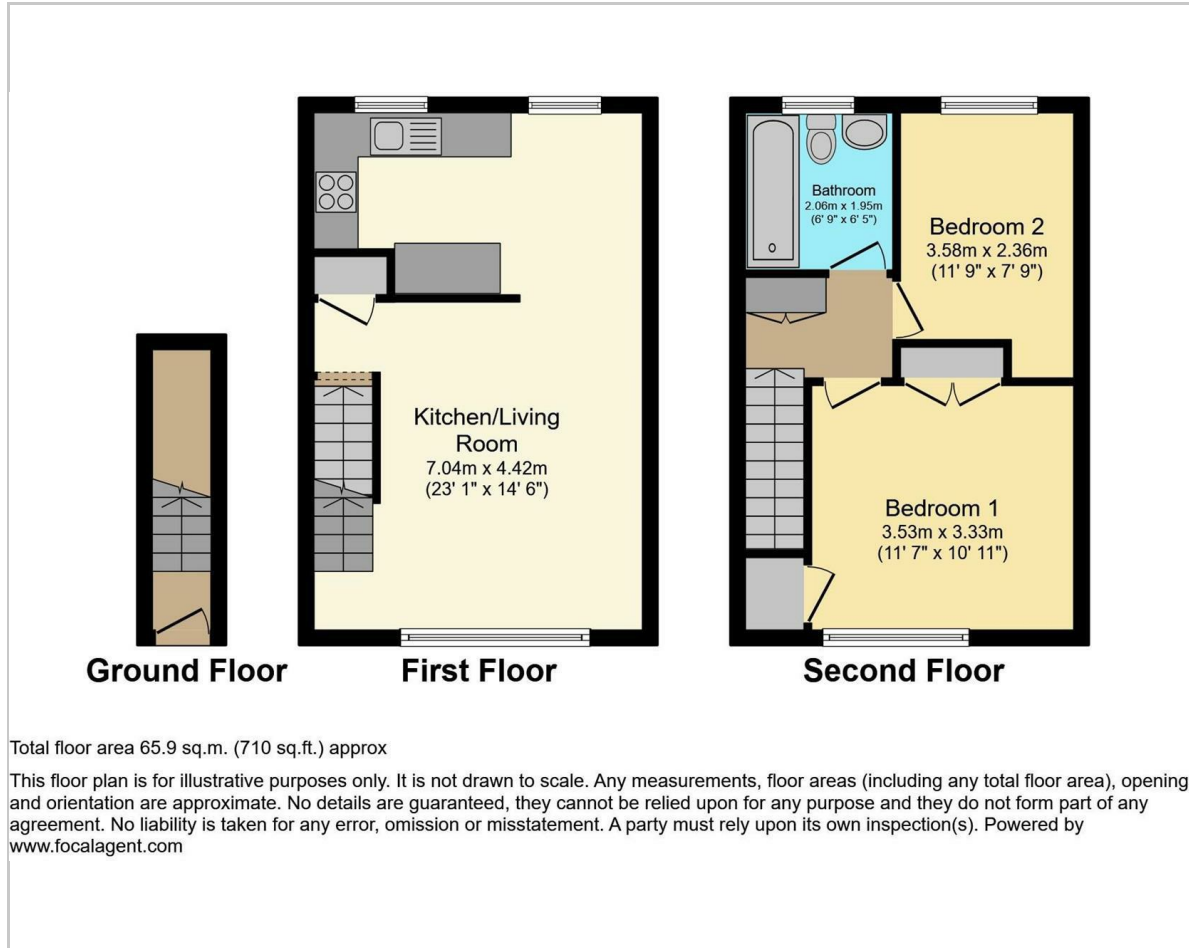 Kitchen/Living
Room
7.04m x 4.42m
(23' 1" x 14' 6")
Bathroom
2.06m x 1.95m
(6' 9" x 6' 5")
Bedroom 2
3.58m x 2.36m
(11' 9" x 7' 9")
Bedroom 1
3.53m x 3.33m
(11' 7" x 10' 11")
Ground Floor
First Floor
Second Floor
Total floor area 65.9 sq.m. (710 sq.ft.) approx
This floor plan is for illustrative purposes only. It is not drawn to scale. Any measurements, floor areas (including any total floor area), opening
and orientation are approximate. No details are guaranteed, they cannot be relied upon for any purpose and they do not form part of any
agreement. No liability is taken for any error, omission or misstatement. A party must rely upon its own inspection(s). Powered by
www.focalagent.com